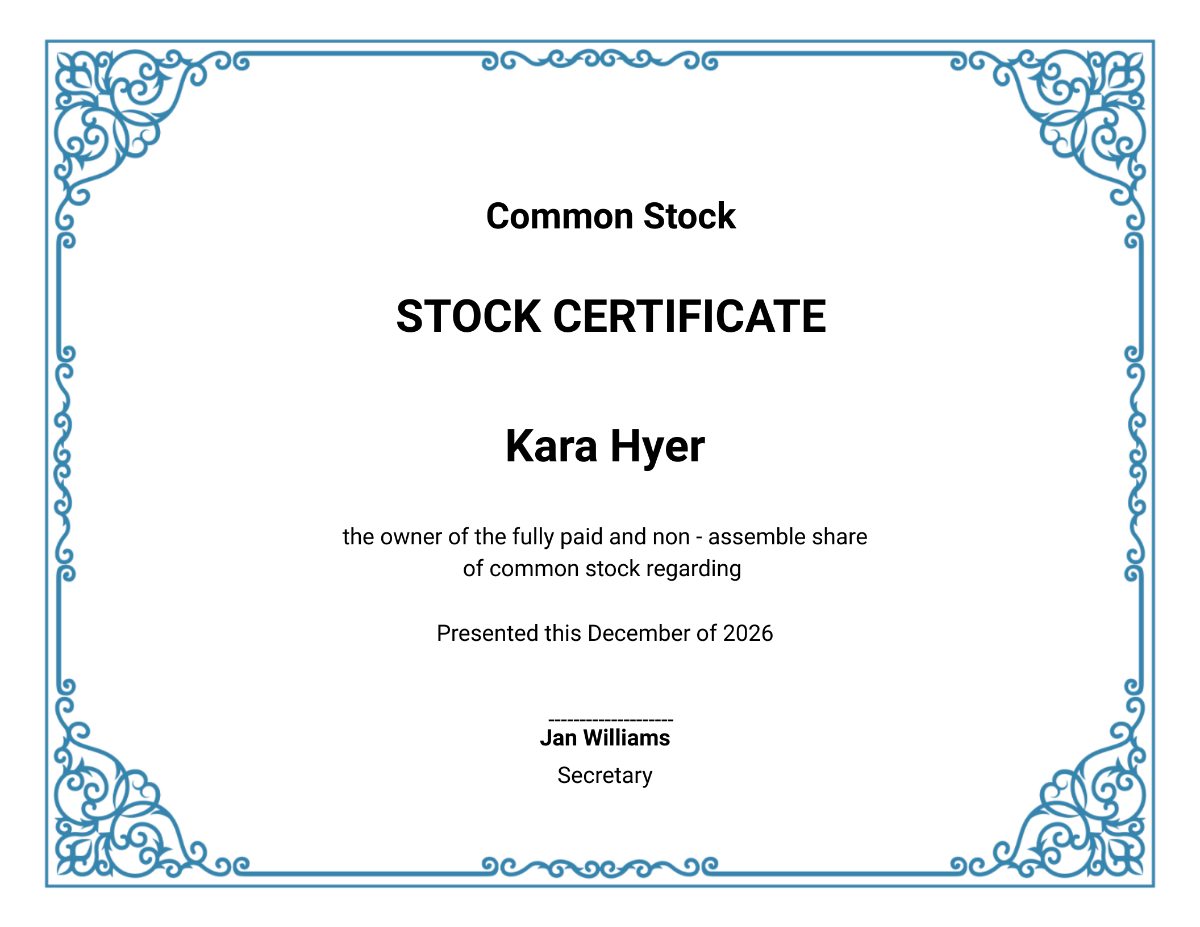 Common Stock
STOCK CERTIFICATE
Kara Hyer
the owner of the fully paid and non - assemble share
of common stock regarding
Presented this December of 2026
--------------------
Jan Williams
Secretary